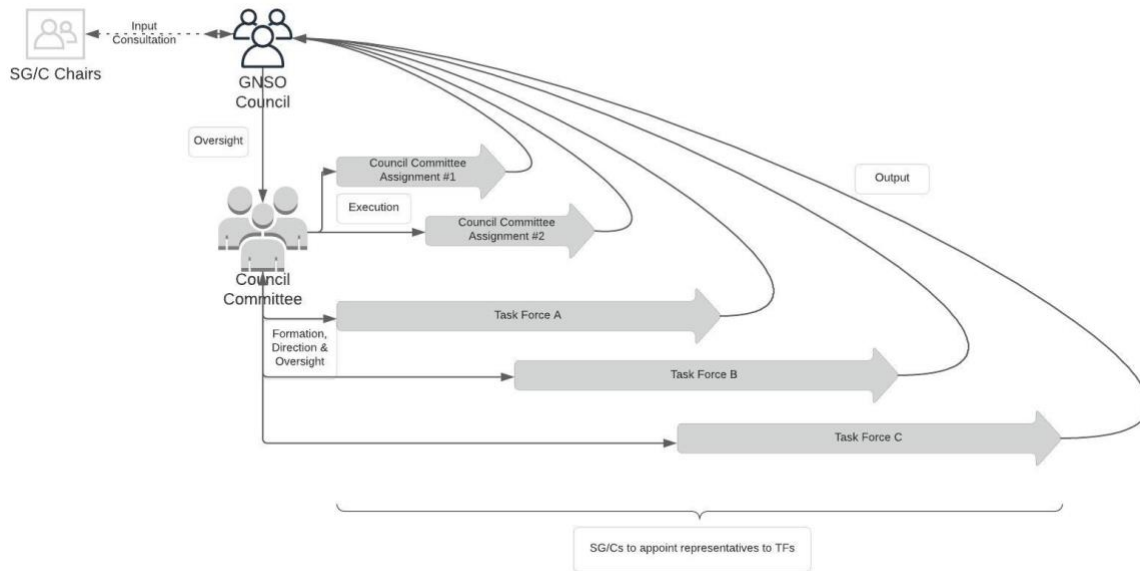 Input
Consultation
SG/C Chairs
GNSO
Council
Oversight
Council Committee
Assignment #1
Output
Execution
Council Committee
Assignment #2
Council
Committee
Task Force A
Formation,
Direction &
Oversight
Task Force B
Task Force C
SG/Cs to appoint representatives to TFs